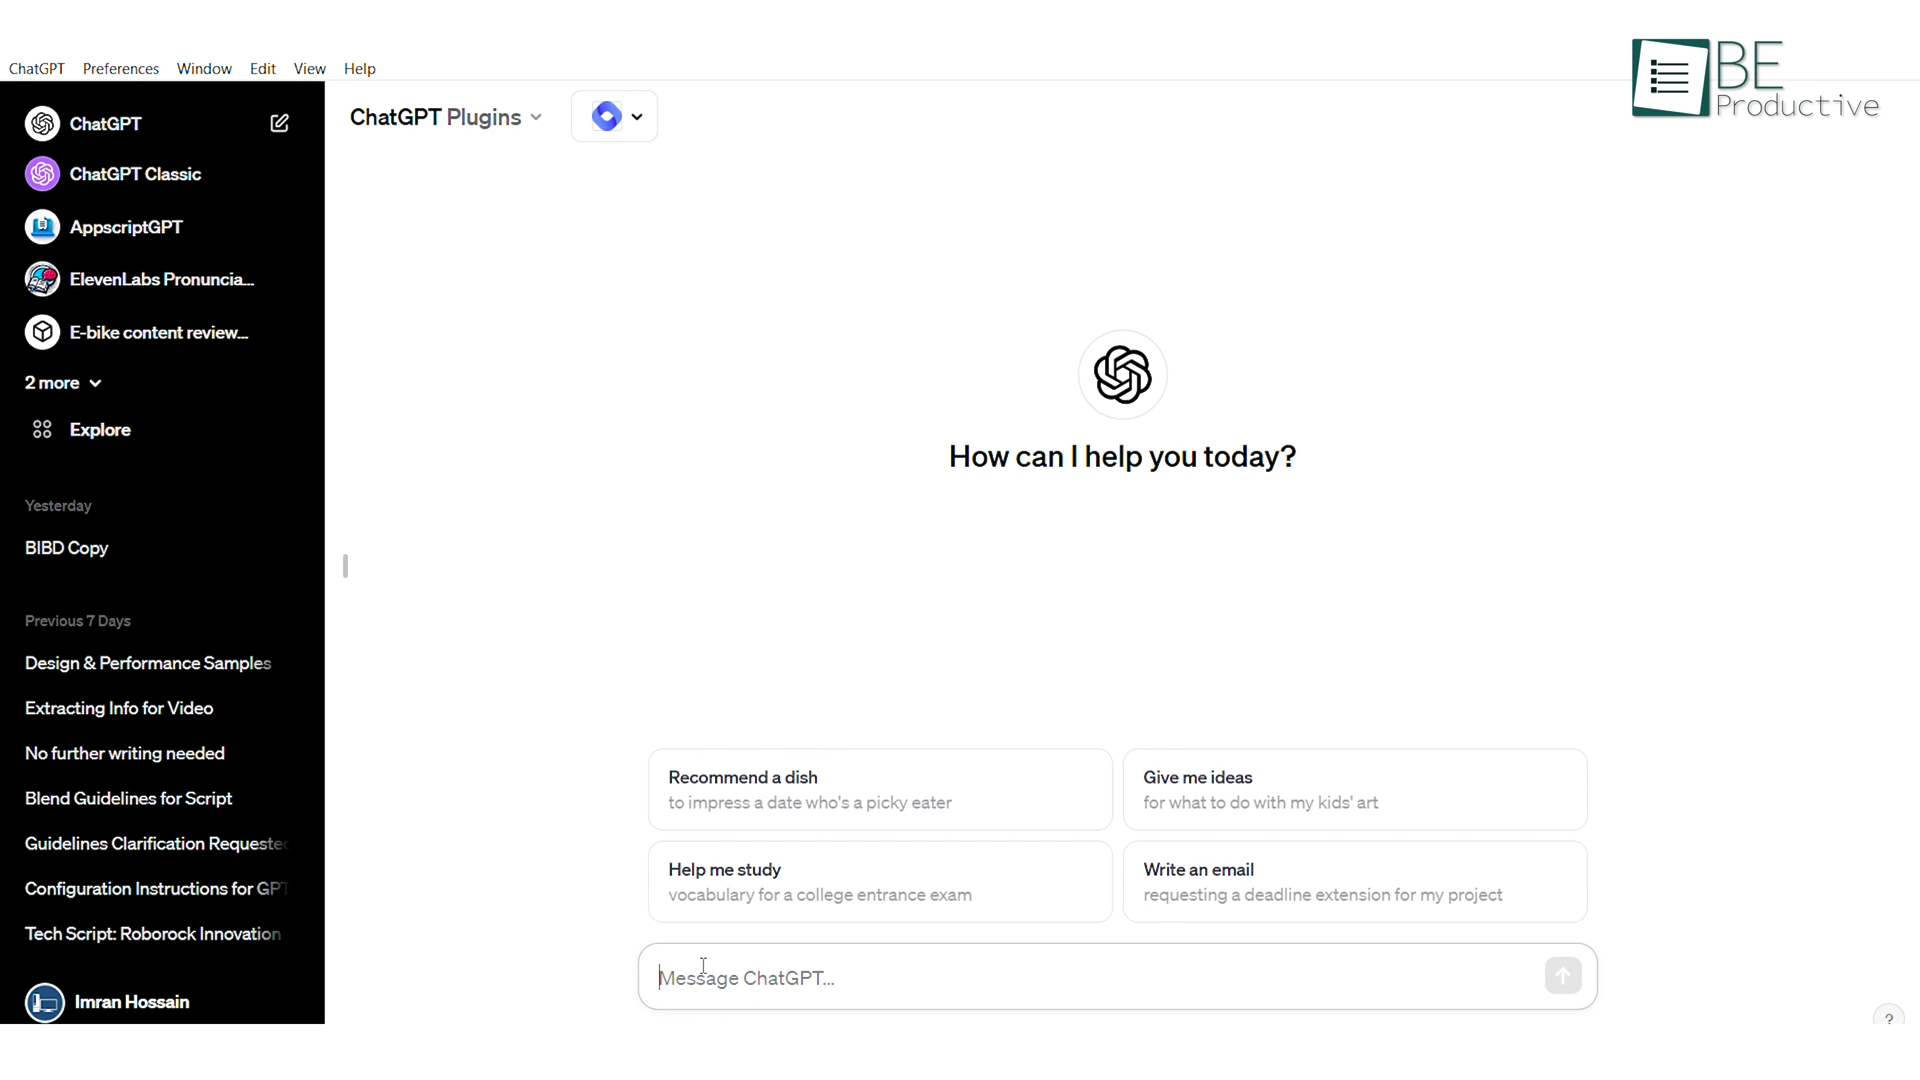 ChatGPT Preferences Window Edit View Help
BE
Productive
ChatGPT
ChatGPT Plugins
ChatGPT Classic
AppscriptGPT
ElevenLabs Pronuncia...
E-bike content review...
2 more
Explore
Yesterday
BIBD Copy
Previous 7 Days
Design & Performance Samples
Extracting Info for Video
No further writing needed
Blend Guidelines for Script
Guidelines Clarification Requested
Configuration Instructions for GPT
Tech Script: Roborock Innovation
Imran Hossain
How can I help you today?
Recommend a dish
to impress a date who's a picky eater
Give me ideas
for what to do with my kids' art
Help me study
vocabulary for a college entrance exam
Write an email
requesting a deadline extension for my project
Message ChatGPT...
?